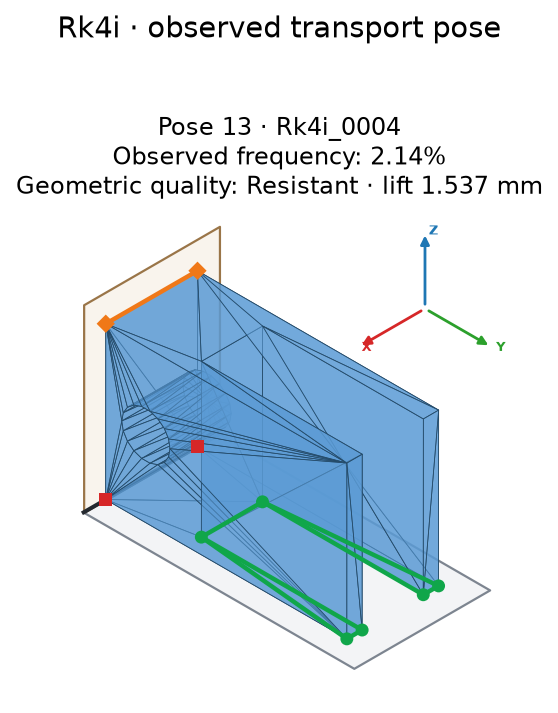 Rk4i · observed transport pose
Pose 13 · Rk4i_0004
Observed frequency: 2.14%
Geometric quality: Resistant · lift 1.537 mm
Z
X
Y